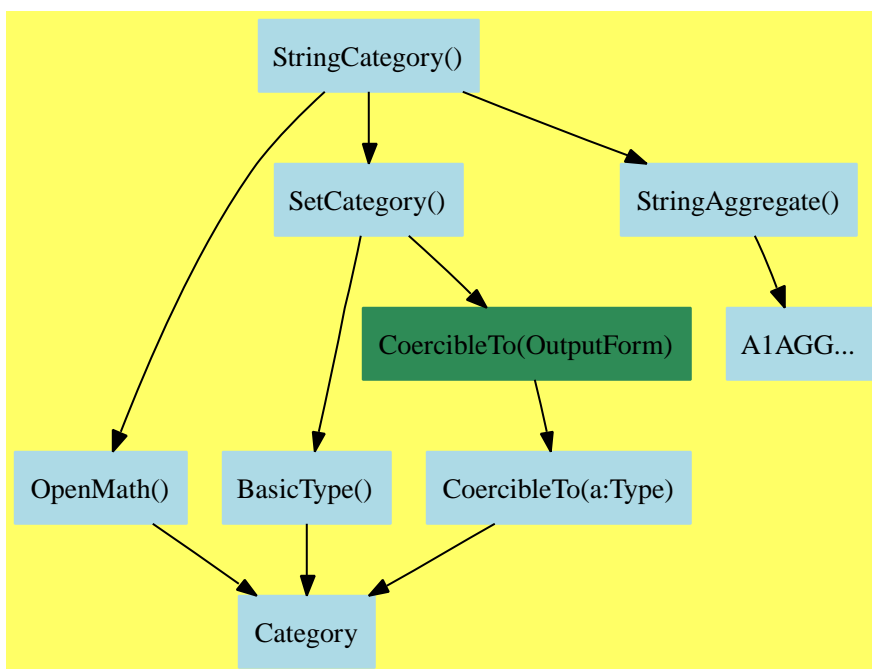 StringCategory()
SetCategory()
StringAggregate()
CoercibleTo(OutputForm)
A1AGG...
OpenMath()
BasicType()
CoercibleTo(a:Type)
Category